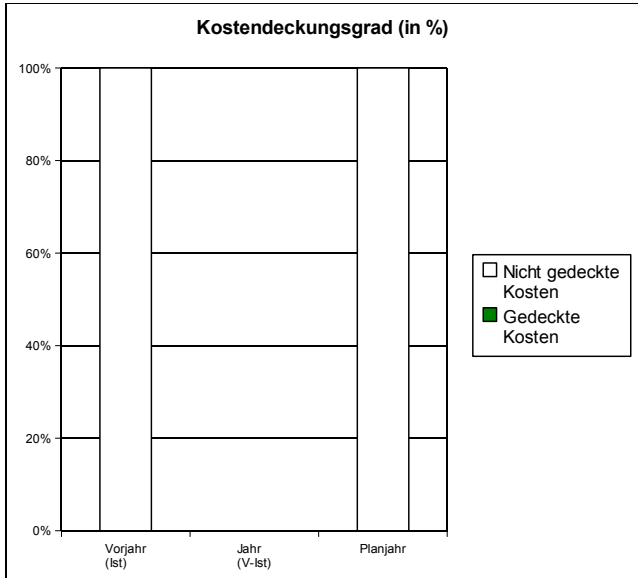 Kostendeckungsgrad (in %)
100%
80%
60%
40%
20%
0%
Vorjahr
(Ist)
Jahr
(V-Ist)
Planjahr
Nicht gedeckte
Kosten
Gedeckte
Kosten